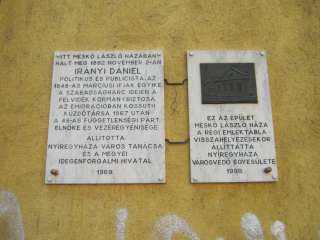 ITT, MESKÓ LÁSZLÓ HÁZÁBAN
HALT MEG 1892 NOVEMBER 2-ÁN
IRÁNYI DÁNIEL
POLITIKUS ÉS PUBLICISTA, AZ
1848-AS MÁRCIUSI IFJAK EGYIKE
A SZABADSÁGHARC IDEJÉN A
FELVIDÉK KORMÁNYBIZTOSA,
AZ EMIGRÁCIÓBAN KOSSUTH
KÜZDŐTÁRSA, 1867 UTÁN
A 48-AS FÜGGETLENSÉGI PÁRT
ELNÖKE ÉS VEZÉREGYÉNISÉGE
ÁLLÍTOTTA
NYÍREGYHÁZA VÁROS TANÁCSA
ÉS A MEGYEI
IDEGENFORGALMI HIVATAL
1969.
EZ AZ ÉPÜLET
MESKÓ LÁSZLÓ HÁZA
A RÉGI EMLÉKTÁBLA
VISSZAHELYEZÉSEKOR
ÁLLÍTTATTA
NYÍREGYHÁZA
VÁROSVÉDŐ EGYESÜLETE